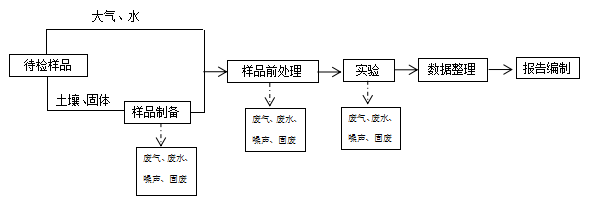 大气、水
待检样品
样品前处理
实验
数据整理
报告编制
土壤、固体
样品制备
废气、废水、
噪声、固废
废气、废水、
噪声、固废
废气、废水、
噪声、固废